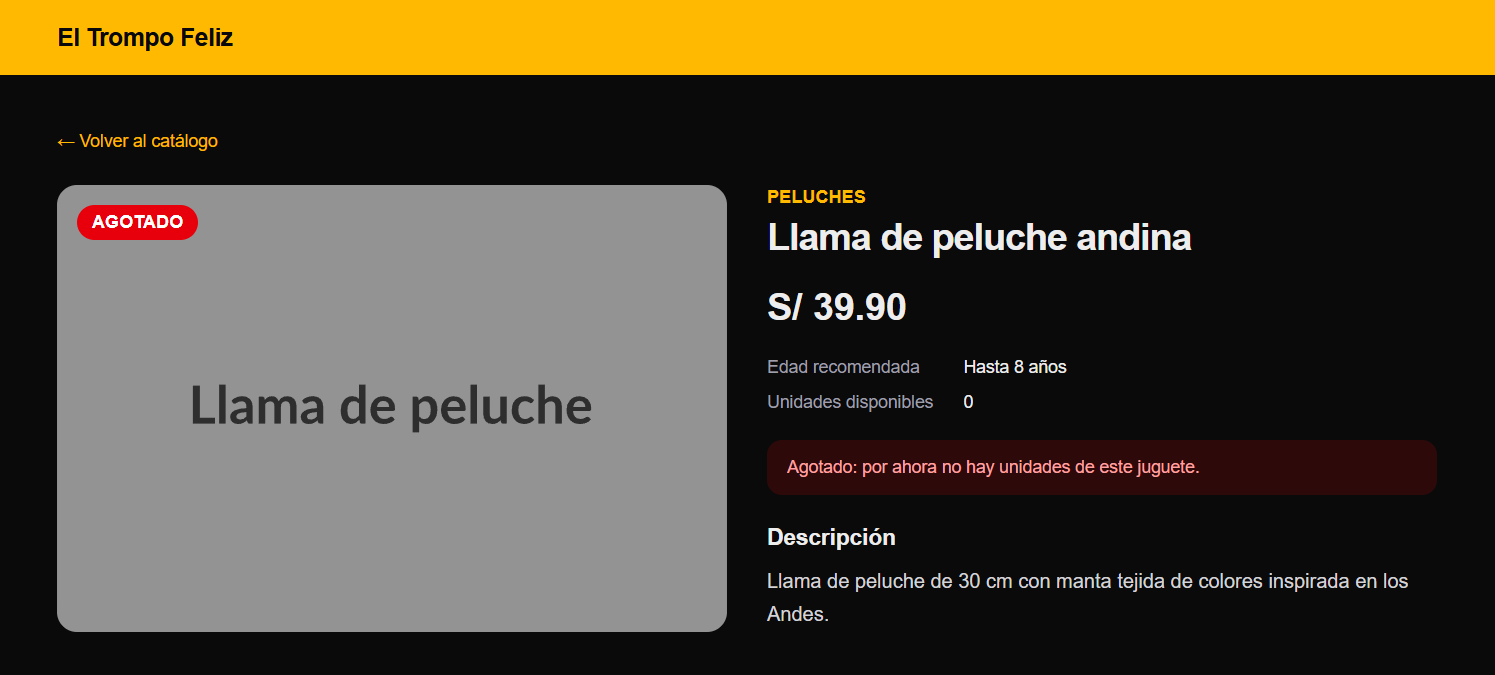 El Trompo Feliz
← Volver al catálogo
AGOTADO
Llama de peluche
PELUCHES
Llama de peluche andina
S/ 39.90
Edad recomendada Hasta 8 años
Unidades disponibles 0
Agotado: por ahora no hay unidades de este juguete.
Descripción
Llama de peluche de 30 cm con manta tejida de colores inspirada en los
Andes.